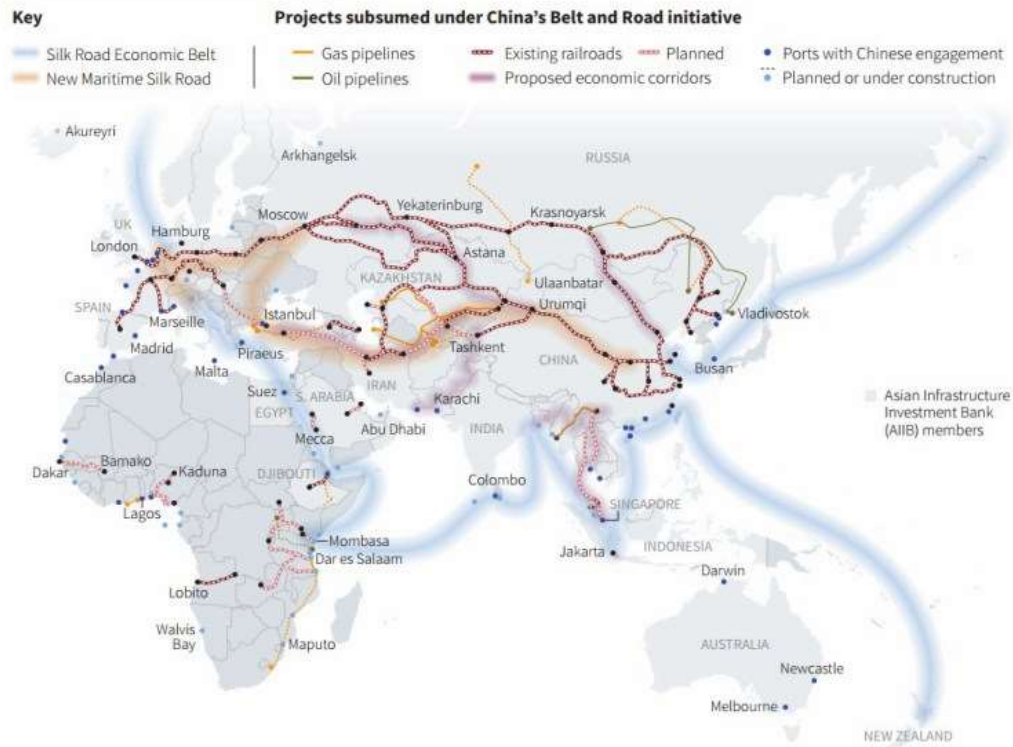 Key
Projects subsumed under China's Belt and Road initiative
Silk Road Economic Belt
New Maritime Silk Road
Gas pipelines
Oil pipelines
Existing railroads
Planned
Proposed economic corridors
Ports with Chinese engagement
Planned or under construction
Akureyri
Arkhangelsk
RUSSIA
UK
Hamburg
London
Moscow
Yekaterinburg
Krasnoyarsk
Astana
KAZAKHSTAN
Ulaanbatar
Urumqi
SPAIN
Marseille
Madrid
Istanbul
Vladivostok
Piraeus
Tashkent
CHINA
Busan
Casablanca
Malta
IRAN
Suez
EGYPT
S. ARABIA
Karachi
Abu Dhabi
INDIA
Mecca
Asian Infrastructure
Investment Bank
(AIIB) members
Dakar
Bamako
Kaduna
DJIBOUTI
Colombo
Lagos
SINGAPORE
Mombasa
Dar es Salaam
Jakarta
INDONESIA
Lobito
Darwin
Walvis
Bay
Maputo
AUSTRALIA
Newcastle
Melbourne
NEW ZEALAND